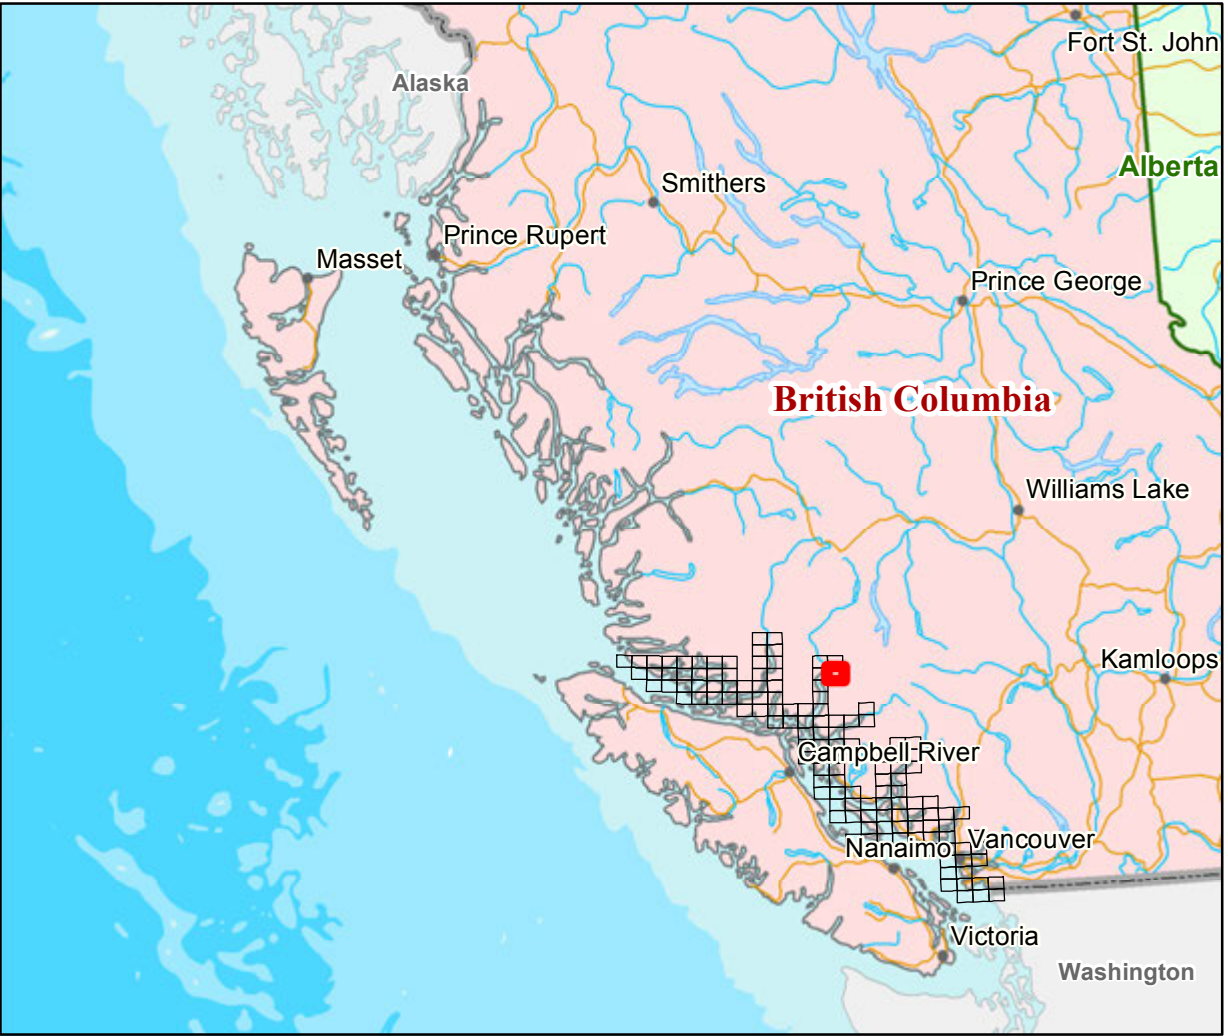 Fort St. John
Alaska
Alberta
Smithers
Prince Rupert
Masset
Prince George
British Columbia
Williams Lake
Kamloops
-
Campbell River
Vancouver
Nanaimo
Victoria
Washington